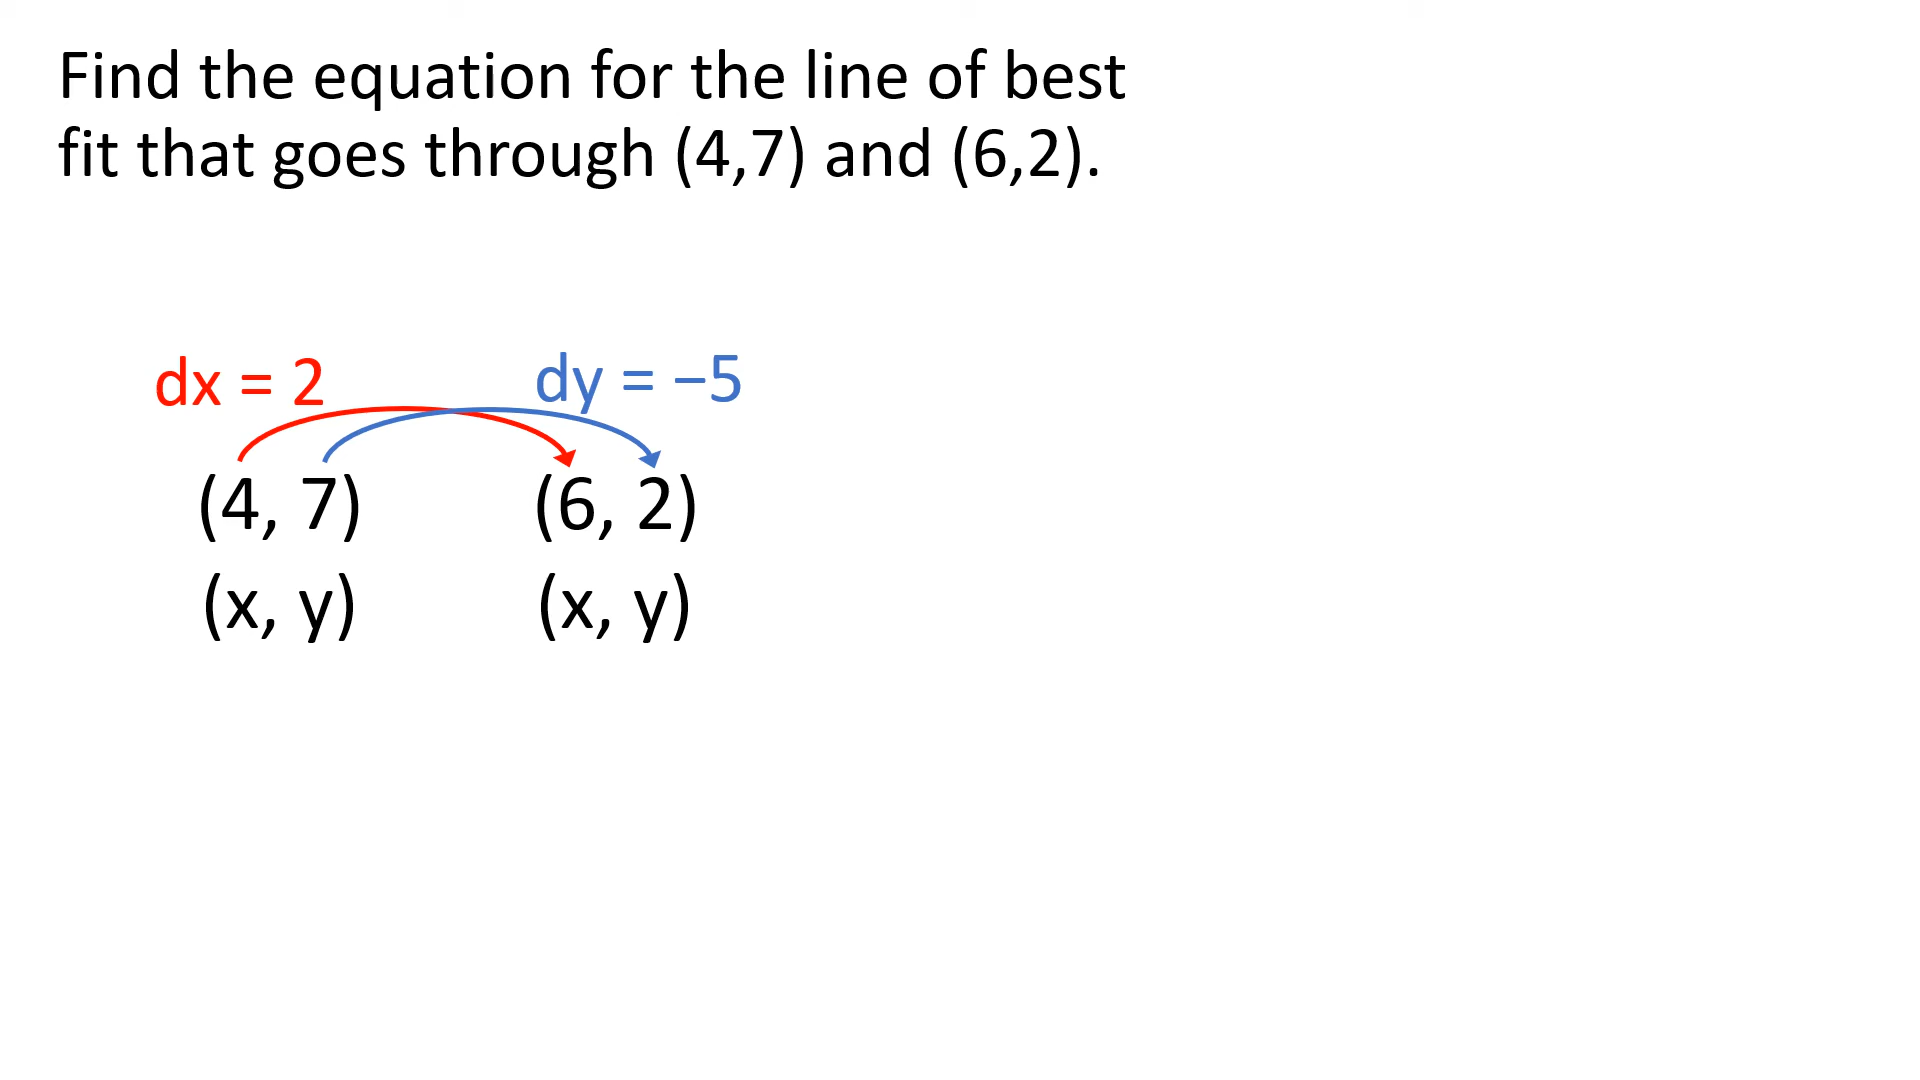 Find the equation for the line of best
fit that goes through (4,7) and (6,2).
dx = 2 dy = −5
(4, 7) (6, 2)
(x, y) (x, y)